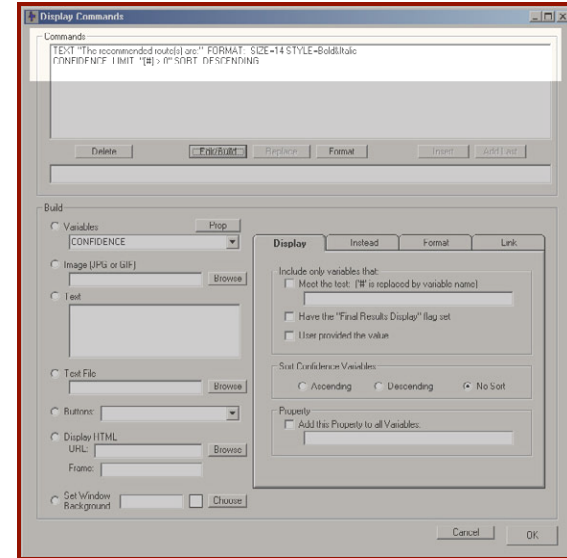 Display Commands
Commands
TEXT "The recommended route(s) are:" FORMAT: SIZE=14 STYLE=Bold&Italic
CONFIDENCE LIMIT "[#] > 0" SORT DESCENDING
Delete Edit/Build Replace Format Insert Add Last
Build
Variables Prop
CONFIDENCE
Image (JPG or GIF)
Browse
Text
Text File
Browse
Buttons:
Display HTML
URL: Browse
Frame:
Set Window
Background Choose
Display Instead Format Link
Include only variables that:
Meet the test: ('#' is replaced by variable name)
Have the "Final Results Display" flag set
User provided the value
Sort Confidence Variables
Ascending Descending No Sort
Property
Add this Property to all Variables:
Cancel OK